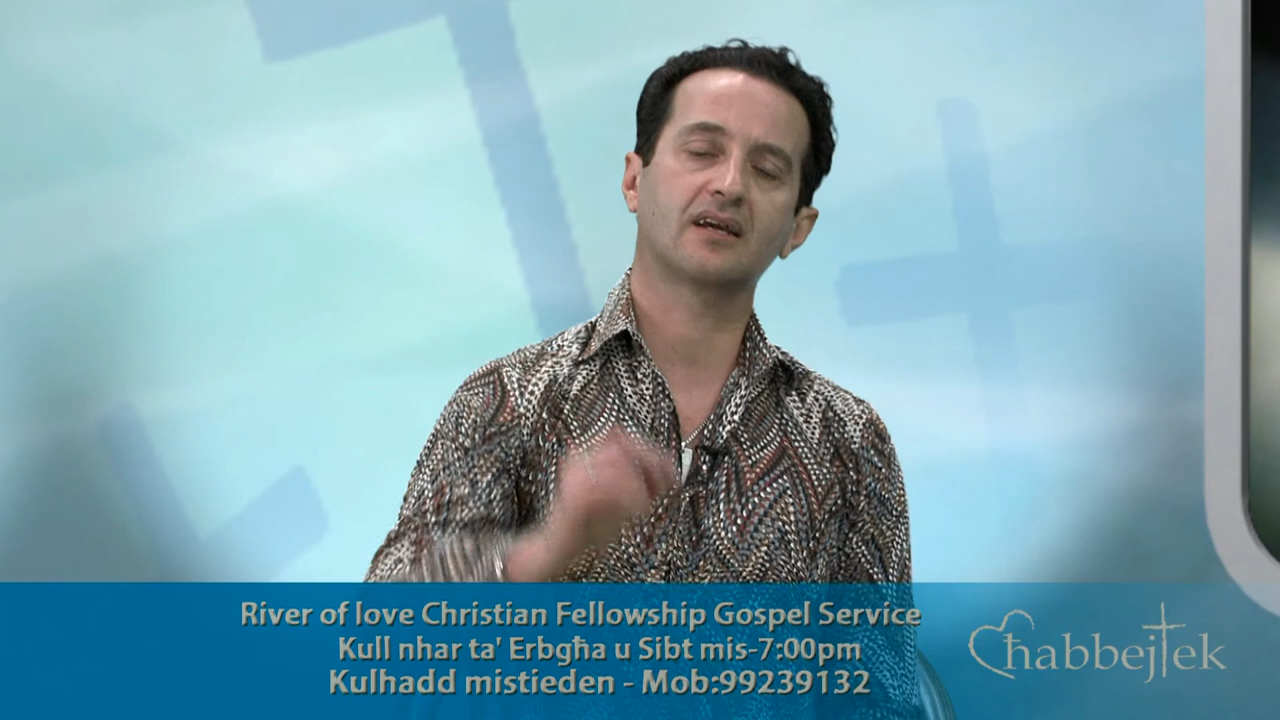 River of love Christian Fellowship Gospel Service
Kull nhar ta' Erbgħa u Sibt mis-7:00pm
Kulhadd mistieden - Mob:99239132
Ħabbejtek